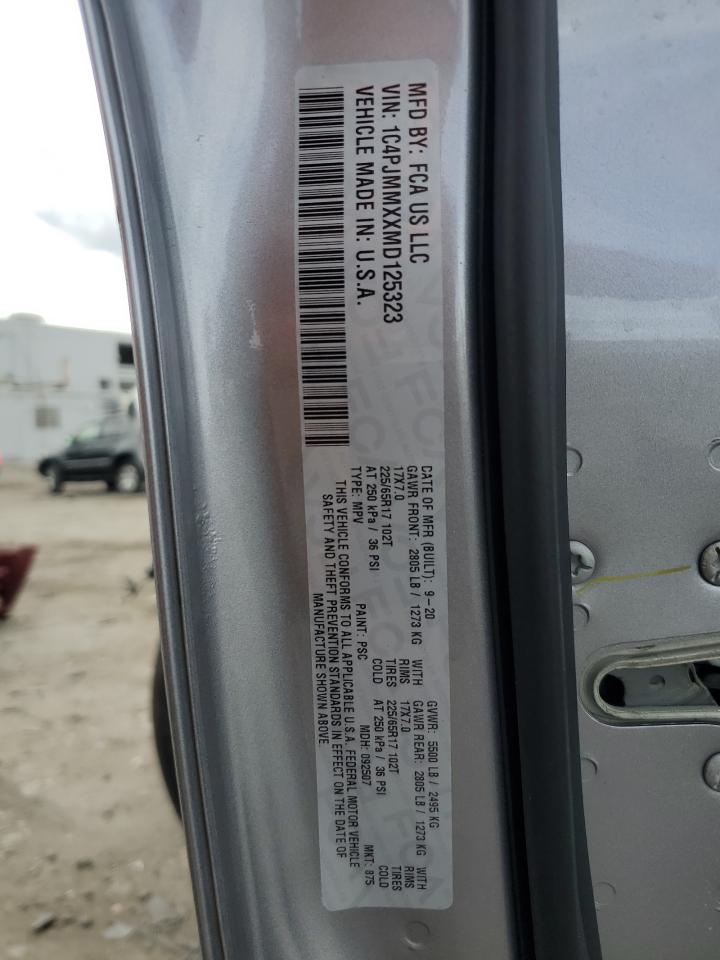 MFD BY: FCA US LLC
VIN: 1C4PJMMXXMD125323
VEHICLE MADE IN: U.S.A.
DATE OF MFR (BUILT): 9-20 GVWR: 5500 LB / 2495 KG
GAWR FRONT: 2805 LB / 1273 KG WITH GAWR REAR: 2805 LB / 1273 KG WITH
17X7.0 RIMS 17X7.0 RIMS
225/65R17 102T TIRES 225/65R17 102T TIRES
AT 250 kPa / 36 PSI COLD AT 250 kPa / 36 PSI COLD
TYPE: MPV PAINT: PSC MDH: 092507 MKT: 875
THIS VEHICLE CONFORMS TO ALL APPLICABLE U.S.A. FEDERAL MOTOR VEHICLE
SAFETY AND THEFT PREVENTION STANDARDS IN EFFECT ON THE DATE OF
MANUFACTURE SHOWN ABOVE